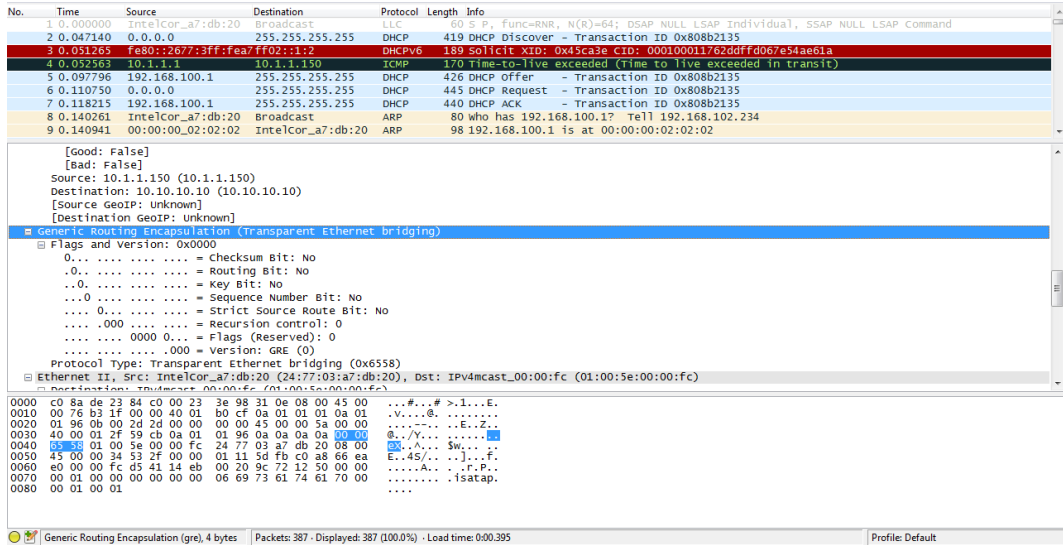 No. Time Source Destination Protocol Length Info
1 0.000000 IntelCor_a7:db:20 Broadcast LLC 60 S P, func=RNR, N(R)=64; DSAP NULL LSAP Individual, SSAP NULL LSAP Command
2 0.047140 0.0.0.0 255.255.255.255 DHCP 419 DHCP Discover - Transaction ID 0x808b2135
3 0.051265 fe80::2677:3ff:fea7ff02::1:2 DHCPv6 189 Solicit XID: 0x45ca3e CID: 000100011762ddffd067e54ae61a
4 0.052563 10.1.1.1 10.1.1.150 ICMP 170 Time-to-live exceeded (Time to live exceeded in transit)
5 0.097796 192.168.100.1 255.255.255.255 DHCP 426 DHCP Offer - Transaction ID 0x808b2135
6 0.110750 0.0.0.0 255.255.255.255 DHCP 445 DHCP Request - Transaction ID 0x808b2135
7 0.118215 192.168.100.1 255.255.255.255 DHCP 440 DHCP ACK - Transaction ID 0x808b2135
8 0.140261 IntelCor_a7:db:20 Broadcast ARP 80 Who has 192.168.100.1? Tell 192.168.102.234
9 0.140941 00:00:00_02:02:02 IntelCor_a7:db:20 ARP 98 192.168.100.1 is at 00:00:00:02:02:02
[Good: False]
[Bad: False]
Source: 10.1.1.150 (10.1.1.150)
Destination: 10.10.10.10 (10.10.10.10)
[Source GeoIP: Unknown]
[Destination GeoIP: Unknown]
Generic Routing Encapsulation (Transparent Ethernet bridging)
Flags and Version: 0x0000
0... .... .... .... = Checksum Bit: No
.0.. .... .... .... = Routing Bit: No
..0. .... .... .... = Key Bit: No
...0 .... .... .... = Sequence Number Bit: No
.... 0... .... .... = Strict Source Route Bit: No
.... .000 .... .... = Recursion control: 0
.... .... 0000 0... = Flags (Reserved): 0
.... .... .... .000 = Version: GRE (0)
Protocol Type: Transparent Ethernet bridging (0x6558)
Ethernet II, Src: IntelCor_a7:db:20 (24:77:03:a7:db:20), Dst: IPv4mcast_00:00:fc (01:00:5e:00:00:fc)
Destination: IPv4mcast_00:00:fc (01:00:5e:00:00:fc)
0000 c0 8a de 23 84 c0 00 23 3e 98 31 0e 08 00 45 00 ...#...# >.1...E.
0010 00 76 b3 1f 00 00 40 01 b0 cf 0a 01 01 01 0a 01 .v....@. ........
0020 01 96 0b 00 2d 2d 00 00 00 00 45 00 00 5a 00 00 ....--.. ..E..Z..
0030 40 00 01 2f 59 cb 0a 01 01 96 0a 0a 0a 0a 00 00 @../Y... ........
0040 65 58 01 00 5e 00 00 fc 24 77 03 a7 db 20 08 00 eX..^... $w... ..
0050 45 00 00 34 53 2f 00 00 01 11 5d fb c0 a8 66 ea E..4S/.. ..]...f.
0060 e0 00 00 fc d5 41 14 eb 00 20 9c 72 12 50 00 00 .....A.. . .r.P..
0070 00 01 00 00 00 00 00 00 06 69 73 61 74 61 70 00 ........ .isatap.
0080 00 01 00 01 ....
Generic Routing Encapsulation (gre), 4 bytes Packets: 387 · Displayed: 387 (100.0%) · Load time: 0:00.395 Profile: Default